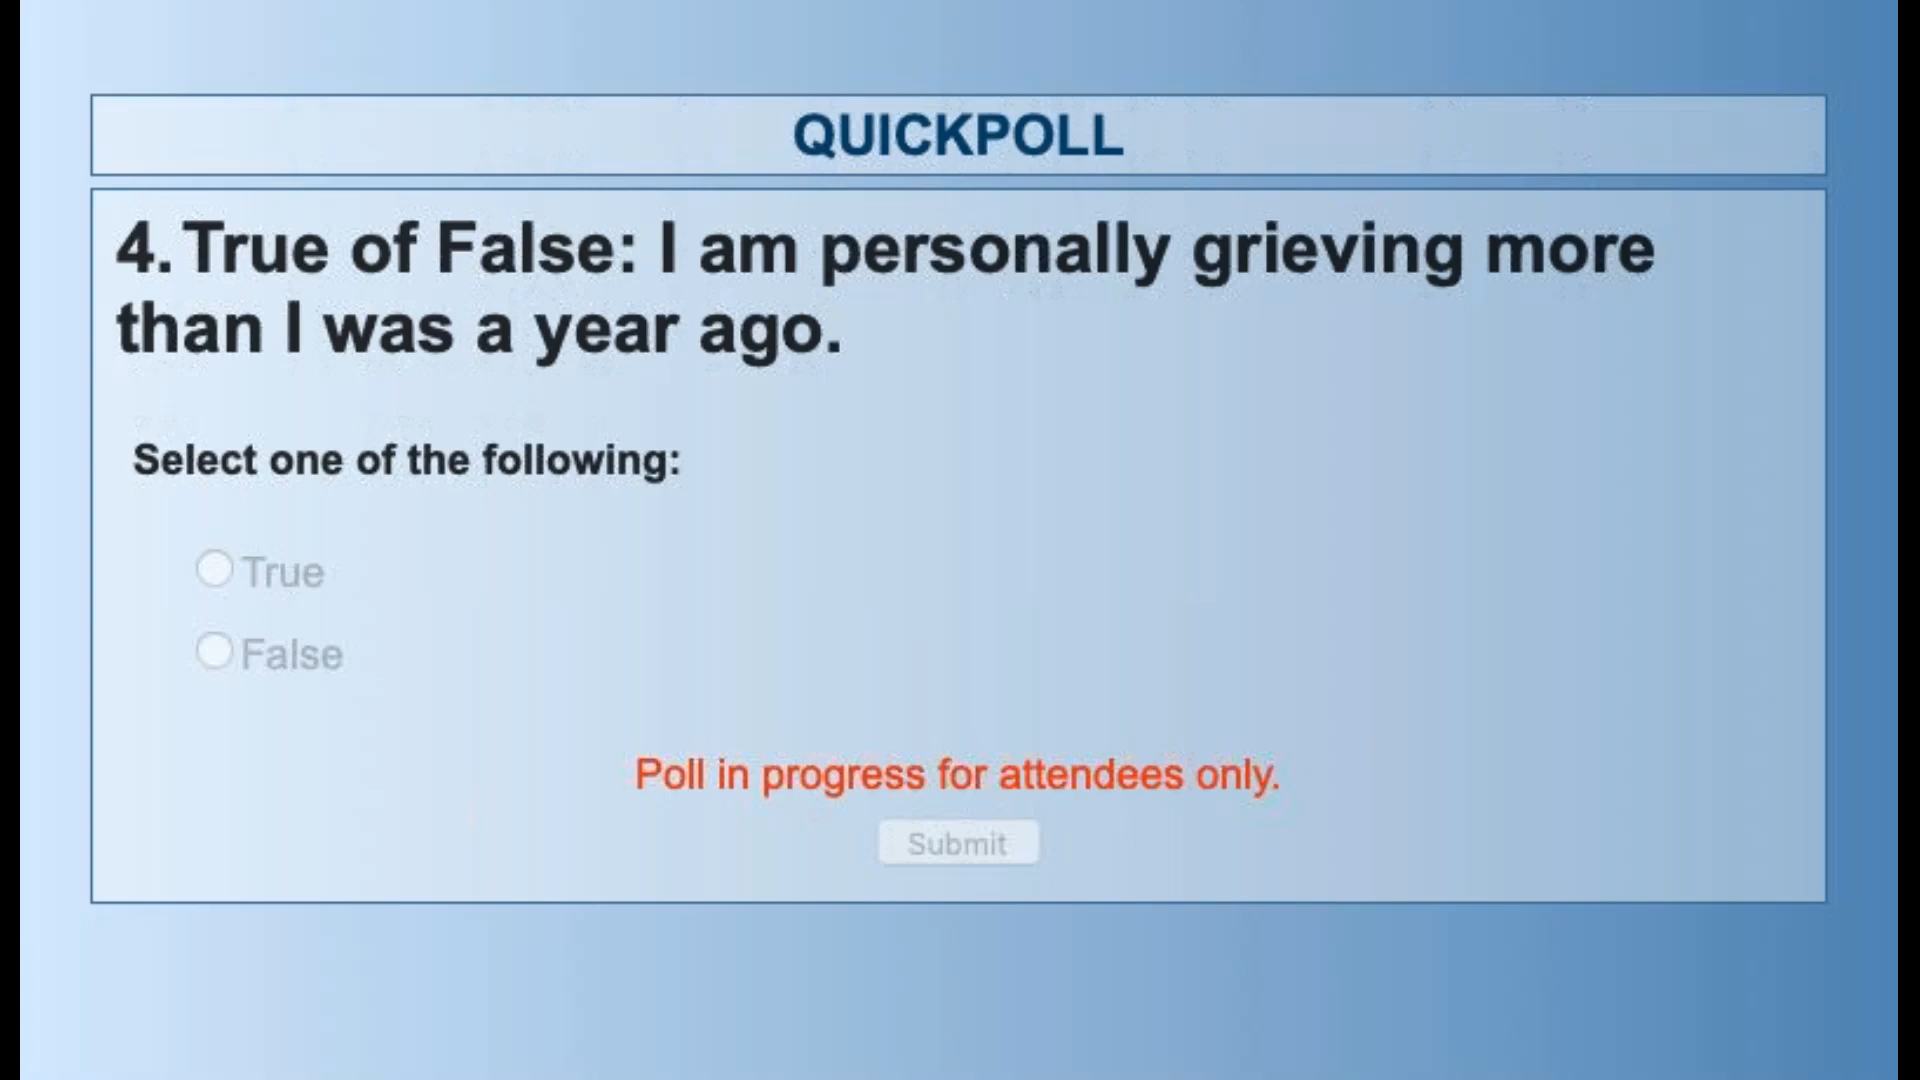 QUICKPOLL
4. True of False: I am personally grieving more
than I was a year ago.
Select one of the following:
True
False
Poll in progress for attendees only.
Submit